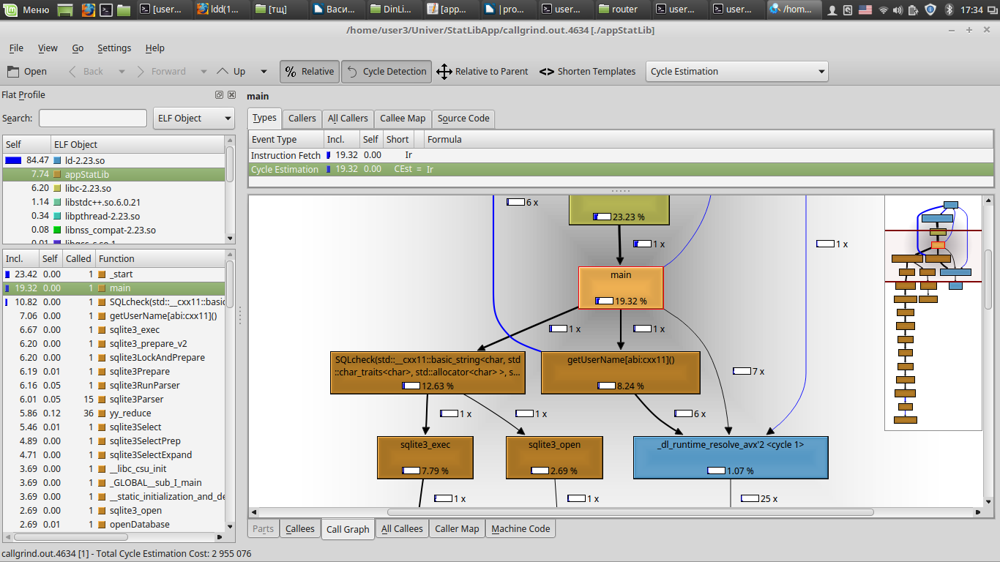 Меню
[user...
ldd(1...
[тщ]
Васи...
DinLi...
[app...
|pro...
user...
router
user...
user...
/hom...
17:34
/home/user3/Univer/StatLibApp/callgrind.out.4634 [./appStatLib]
File View Go Settings Help
Open Back Forward Up % Relative Cycle Detection Relative to Parent <> Shorten Templates Cycle Estimation
Flat Profile
Search: ELF Object
Self ELF Object
84.47 ld-2.23.so
7.74 appStatLib
6.20 libc-2.23.so
1.14 libstdc++.so.6.0.21
0.34 libpthread-2.23.so
0.08 libnss_compat-2.23.so
0.01 libgcc_s.so.1
Incl. Self Called Function
23.42 0.00 1 _start
19.32 0.00 1 main
10.82 0.00 1 SQLcheck(std::__cxx11::basic
7.06 0.00 1 getUserName[abi:cxx11]()
6.67 0.00 1 sqlite3_exec
6.20 0.00 1 sqlite3_prepare_v2
6.20 0.00 1 sqlite3LockAndPrepare
6.19 0.01 1 sqlite3Prepare
6.16 0.05 1 sqlite3RunParser
6.01 0.05 15 sqlite3Parser
5.86 0.12 36 yy_reduce
5.46 0.01 1 sqlite3Select
4.89 0.00 1 sqlite3SelectPrep
4.71 0.00 1 sqlite3SelectExpand
3.69 0.00 1 __libc_csu_init
3.69 0.00 1 _GLOBAL__sub_I_main
3.69 0.00 1 __static_initialization_and_de
2.69 0.00 1 sqlite3_open
2.69 0.01 1 openDatabase
main
Types Callers All Callers Callee Map Source Code
Event Type Incl. Self Short Formula
Instruction Fetch 19.32 0.00 Ir
Cycle Estimation 19.32 0.00 CEst = Ir
6 x
23.23 %
1 x
1 x
main
19.32 %
1 x
1 x
SQLcheck(std::__cxx11::basic_string<char, std
::char_traits<char>, std::allocator<char> >, s...
12.63 %
getUserName[abi:cxx11]()
8.24 %
7 x
1 x
1 x
6 x
sqlite3_exec
7.79 %
sqlite3_open
2.69 %
_dl_runtime_resolve_avx'2 <cycle 1>
1.07 %
1 x
1 x
25 x
Parts Callees Call Graph All Callees Caller Map Machine Code
callgrind.out.4634 [1] - Total Cycle Estimation Cost: 2 955 076